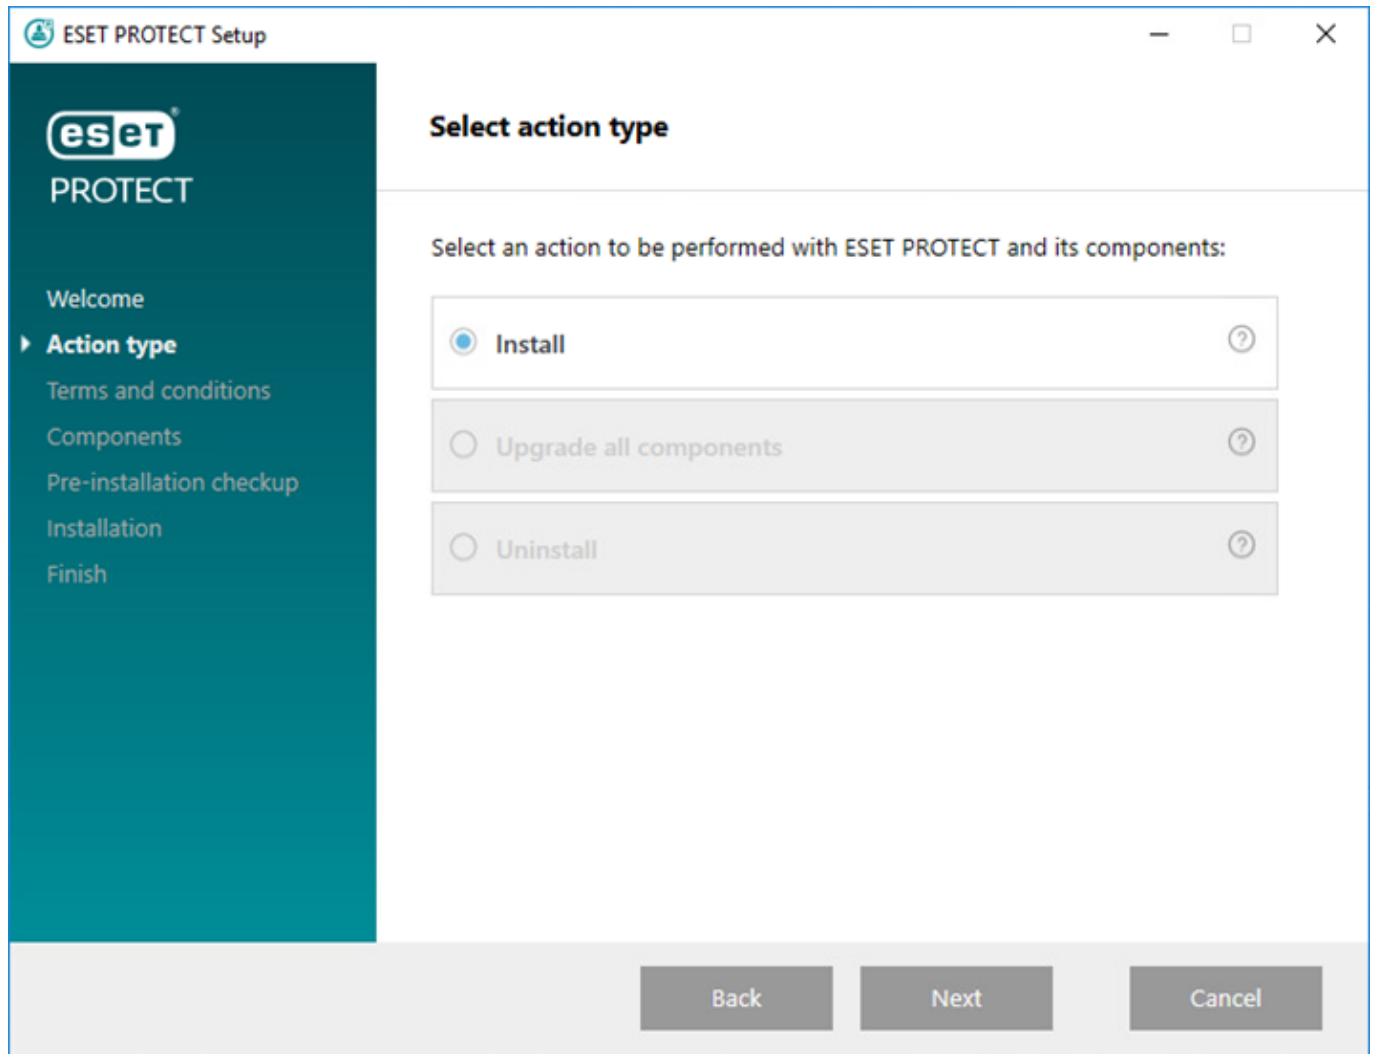 ESET PROTECT Setup
eseT®
PROTECT
Welcome
Action type
Terms and conditions
Components
Pre-installation checkup
Installation
Finish
Select action type
Select an action to be performed with ESET PROTECT and its components:
Install
Upgrade all components
Uninstall
Back
Next
Cancel